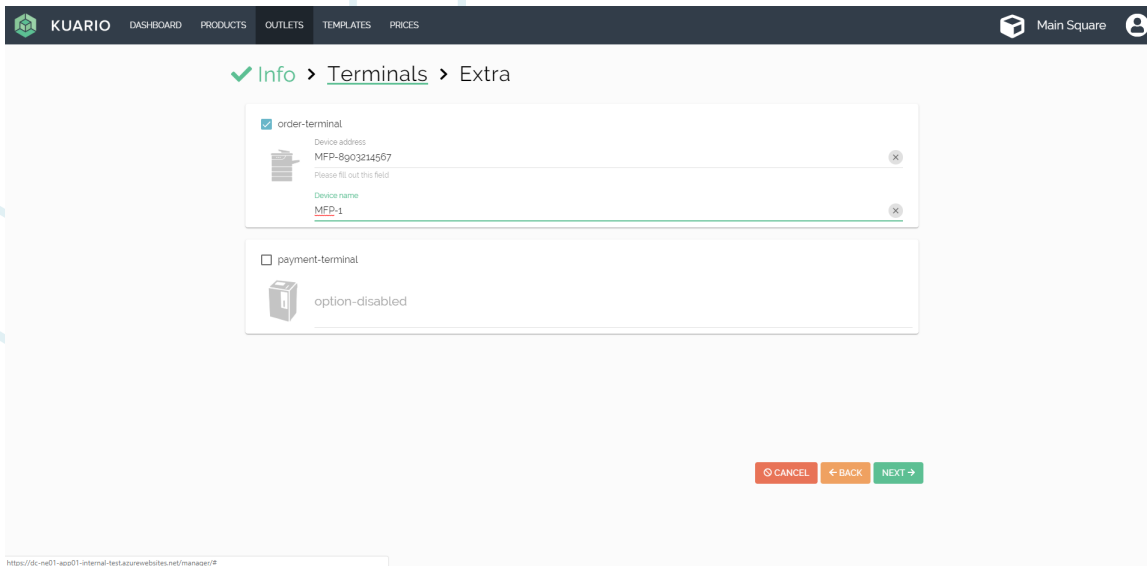 KUARIO DASHBOARD PRODUCTS OUTLETS TEMPLATES PRICES Main Square
Info > Terminals > Extra
order-terminal
Device address
MFP-8903214567
Please fill out this field
Device name
MFP-1
payment-terminal
option-disabled
CANCEL ← BACK NEXT →
https://dc-ne01-app01-internal-test.azurewebsites.net/manager/#